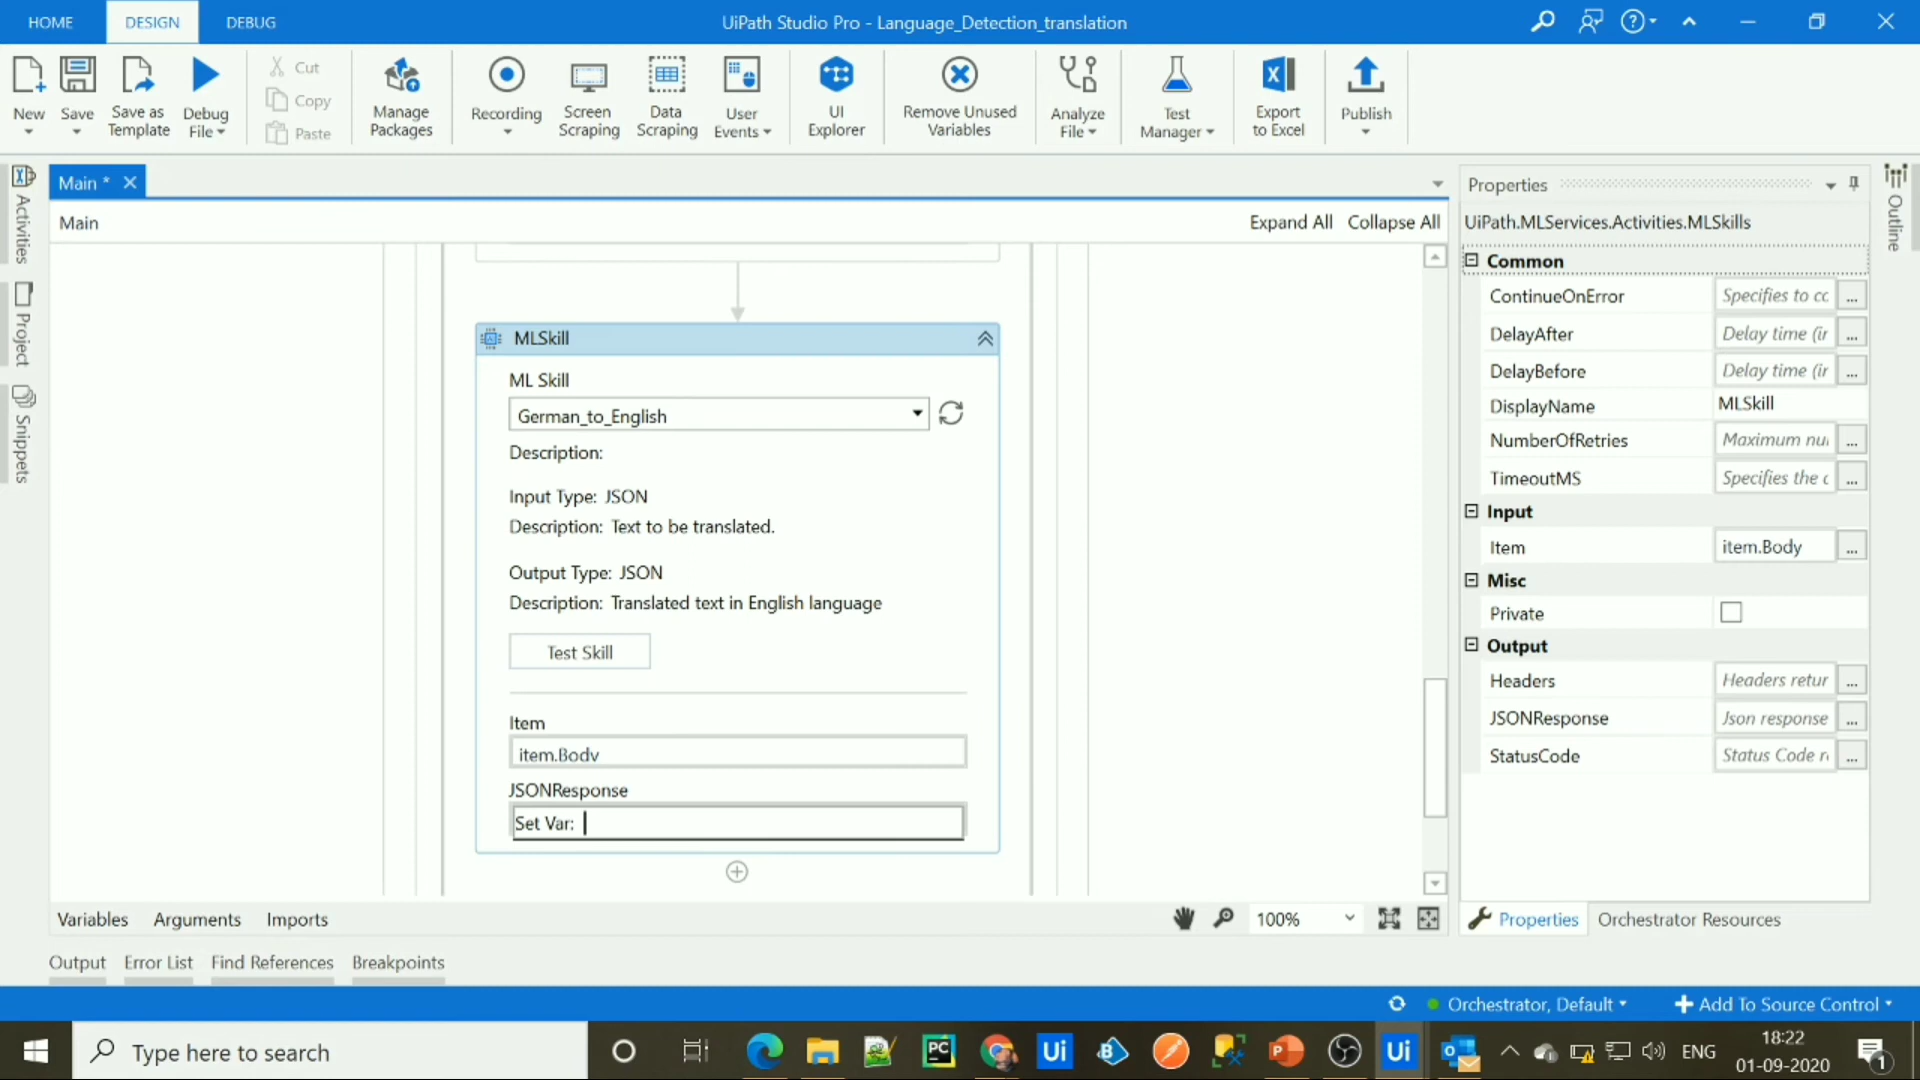 HOME DESIGN DEBUG UiPath Studio Pro - Language_Detection_translation
New Save Save as Template Debug File
Cut
Copy
Paste
Manage Packages
Recording
Screen Scraping
Data Scraping
User Events
UI Explorer
Remove Unused Variables
Analyze File
Test Manager
Export to Excel
Publish
Activities
Project
Snippets
Main *
Main Expand All Collapse All
MLSkill
ML Skill
German_to_English
Description:
Input Type: JSON
Description: Text to be translated.
Output Type: JSON
Description: Translated text in English language
Test Skill
Item
item.Body
JSONResponse
Set Var:
Properties
UiPath.MLServices.Activities.MLSkills
Common
ContinueOnError Specifies to cc ...
DelayAfter Delay time (ir ...
DelayBefore Delay time (ir ...
DisplayName MLSkill
NumberOfRetries Maximum nu ...
TimeoutMS Specifies the c ...
Input
Item item.Body ...
Misc
Private
Output
Headers Headers retur ...
JSONResponse Json response ...
StatusCode Status Code r ...
Outline
Variables Arguments Imports 100%
Properties Orchestrator Resources
Output Error List Find References Breakpoints
Orchestrator, Default Add To Source Control
Type here to search
PC
Ui
Ui
ENG
18:22
01-09-2020
1